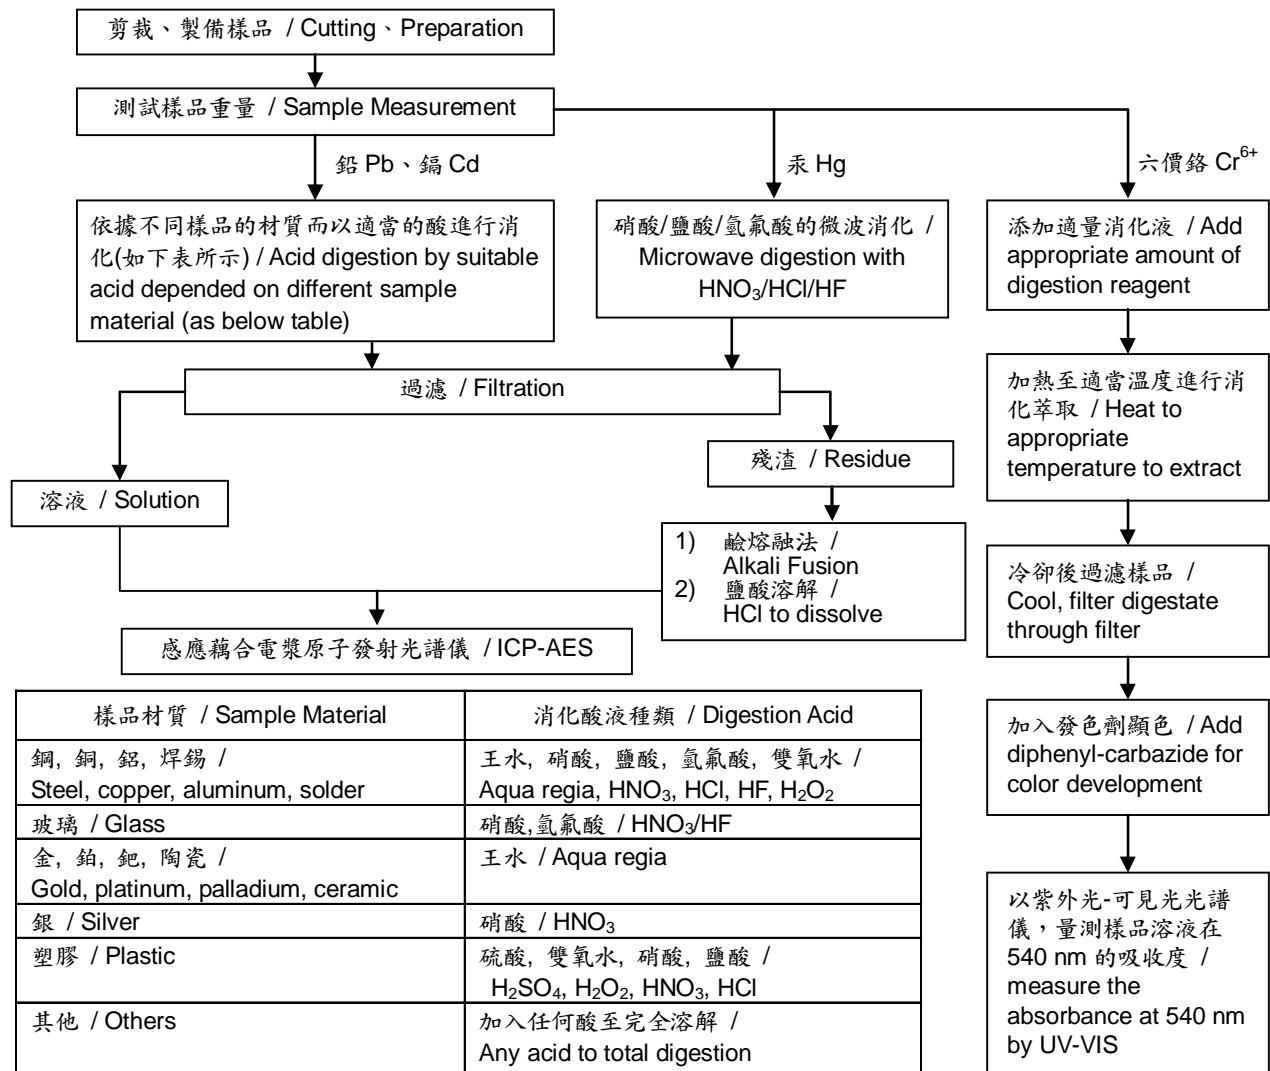 剪裁、製備樣品 / Cutting、Preparation
測試樣品重量 / Sample Measurement
鉛 Pb、鎘 Cd
汞 Hg
六價鉻 Cr⁶⁺
依據不同樣品的材質而以適當的酸進行消
化(如下表所示) / Acid digestion by suitable
acid depended on different sample
material (as below table)
硝酸/鹽酸/氫氟酸的微波消化 /
Microwave digestion with
HNO₃/HCl/HF
添加適量消化液 / Add
appropriate amount of
digestion reagent
過濾 / Filtration
加熱至適當溫度進行消
化萃取 / Heat to
appropriate
temperature to extract
溶液 / Solution
殘渣 / Residue
1) 鹼熔融法 /
Alkali Fusion
2) 鹽酸溶解 /
HCl to dissolve
冷卻後過濾樣品 /
Cool, filter digestate
through filter
感應藕合電漿原子發射光譜儀 / ICP-AES
加入發色劑顯色 / Add
diphenyl-carbazide for
color development
以紫外光-可見光光譜
儀，量測樣品溶液在
540 nm 的吸收度 /
measure the
absorbance at 540 nm
by UV-VIS
樣品材質 / Sample Material
消化酸液種類 / Digestion Acid
鋼, 銅, 鋁, 焊錫 /
Steel, copper, aluminum, solder
王水, 硝酸, 鹽酸, 氫氟酸, 雙氧水 /
Aqua regia, HNO₃, HCl, HF, H₂O₂
玻璃 / Glass
硝酸,氫氟酸 / HNO₃/HF
金, 鉑, 鈀, 陶瓷 /
Gold, platinum, palladium, ceramic
王水 / Aqua regia
銀 / Silver
硝酸 / HNO₃
塑膠 / Plastic
硫酸, 雙氧水, 硝酸, 鹽酸 /
H₂SO₄, H₂O₂, HNO₃, HCl
其他 / Others
加入任何酸至完全溶解 /
Any acid to total digestion